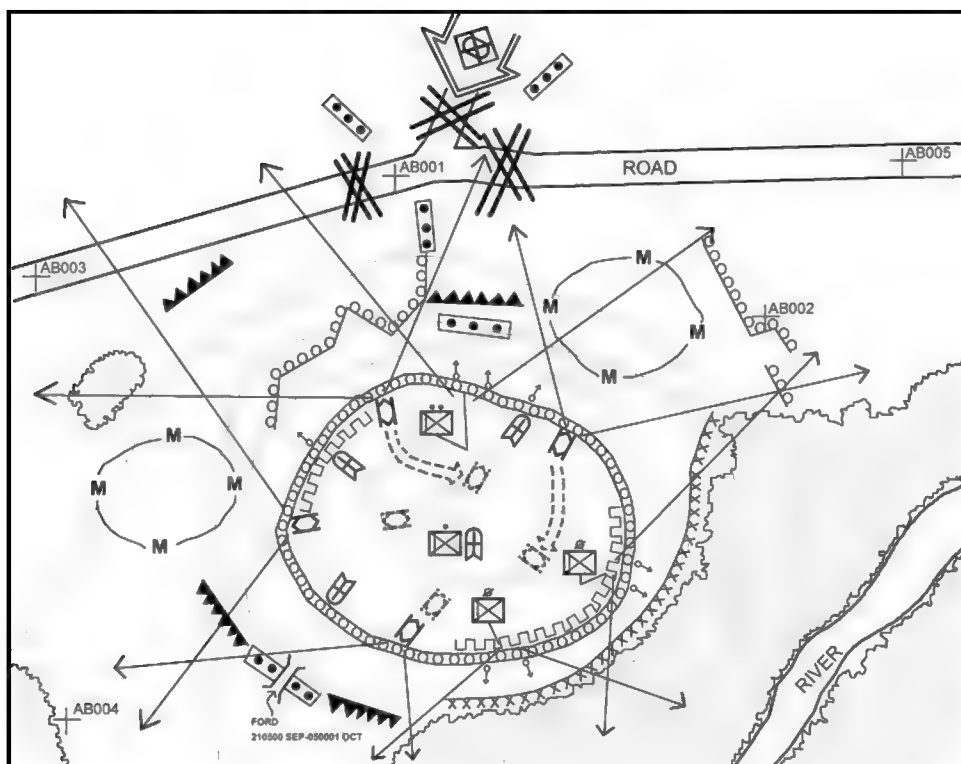 AB001
ROAD
AB005
AB003
M
M
M
M
AB002
M
M
M
M
RIVER
AB004
FORD
210500 SEP-050001 OCT